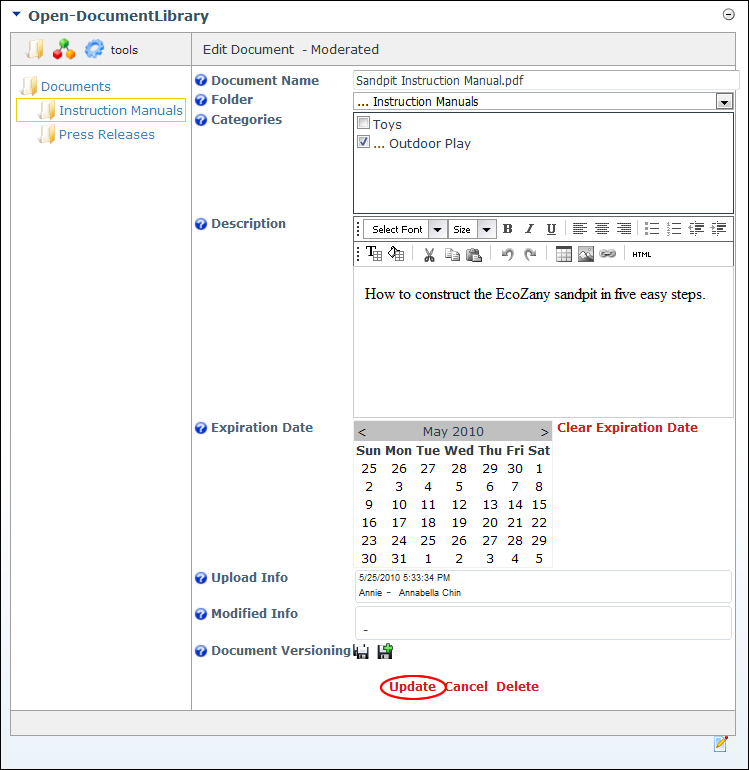 Open-DocumentLibrary
tools
Edit Document - Moderated
Documents
Instruction Manuals
Press Releases
Document Name Sandpit Instruction Manual.pdf
Folder ... Instruction Manuals
Categories
Toys
... Outdoor Play
Description
Select Font Size B I U
HTML
How to construct the EcoZany sandpit in five easy steps.
Expiration Date
< May 2010 > Clear Expiration Date
Sun Mon Tue Wed Thu Fri Sat
25 26 27 28 29 30 1
2 3 4 5 6 7 8
9 10 11 12 13 14 15
16 17 18 19 20 21 22
23 24 25 26 27 28 29
30 31 1 2 3 4 5
Upload Info
5/25/2010 5:33:34 PM
Annie - Annabella Chin
Modified Info
-
Document Versioning
Update Cancel Delete